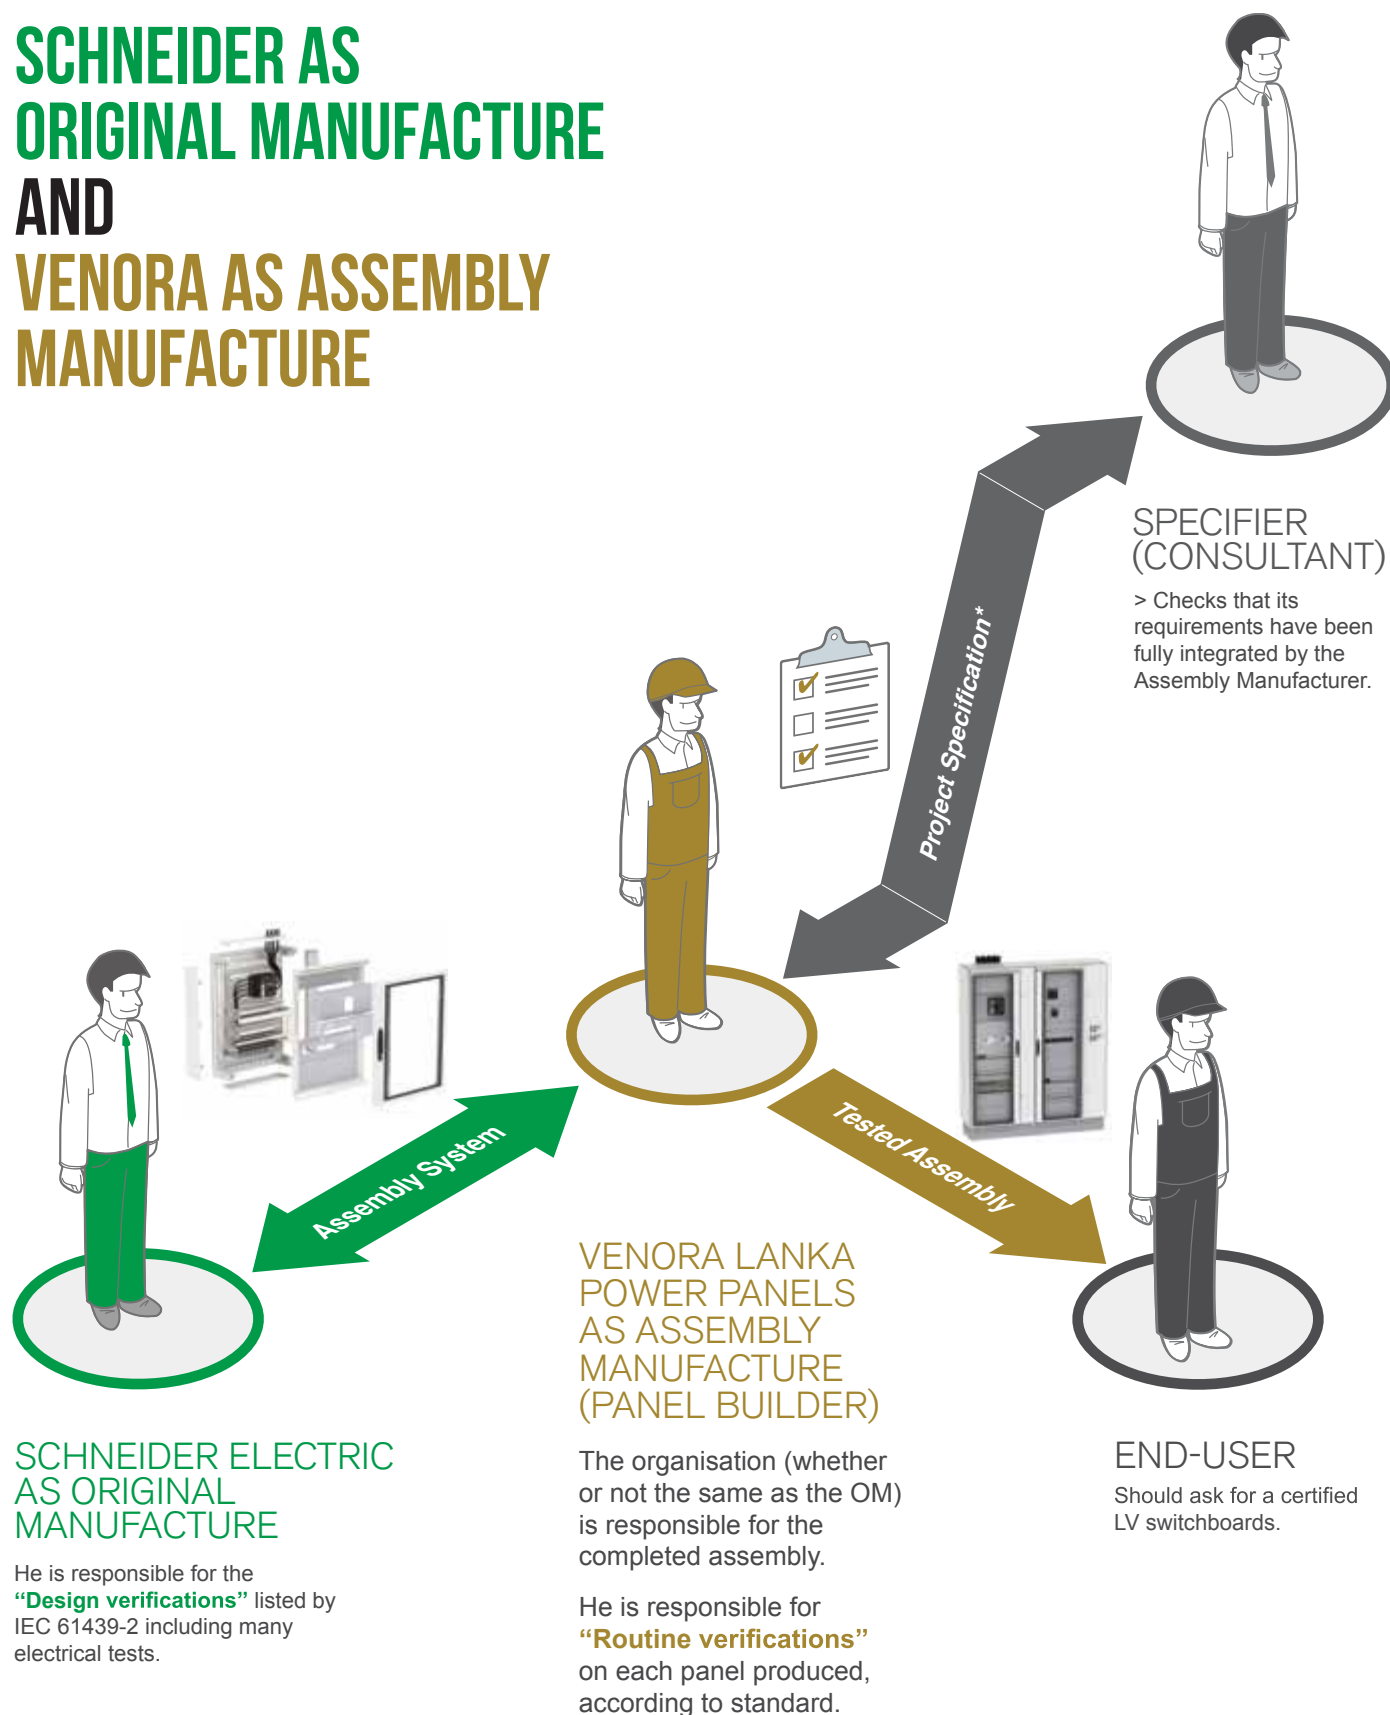 SCHNEIDER AS
ORIGINAL MANUFACTURE
AND
VENORA AS ASSEMBLY
MANUFACTURE
SPECIFIER
(CONSULTANT)
> Checks that its
requirements have been
fully integrated by the
Assembly Manufacturer.
Project Specification*
Assembly System
Tested Assembly
VENORA LANKA
POWER PANELS
AS ASSEMBLY
MANUFACTURE
(PANEL BUILDER)
The organisation (whether
or not the same as the OM)
is responsible for the
completed assembly.
He is responsible for
“Routine verifications”
on each panel produced,
according to standard.
SCHNEIDER ELECTRIC
AS ORIGINAL
MANUFACTURE
He is responsible for the
“Design verifications” listed by
IEC 61439-2 including many
electrical tests.
END-USER
Should ask for a certified
LV switchboards.